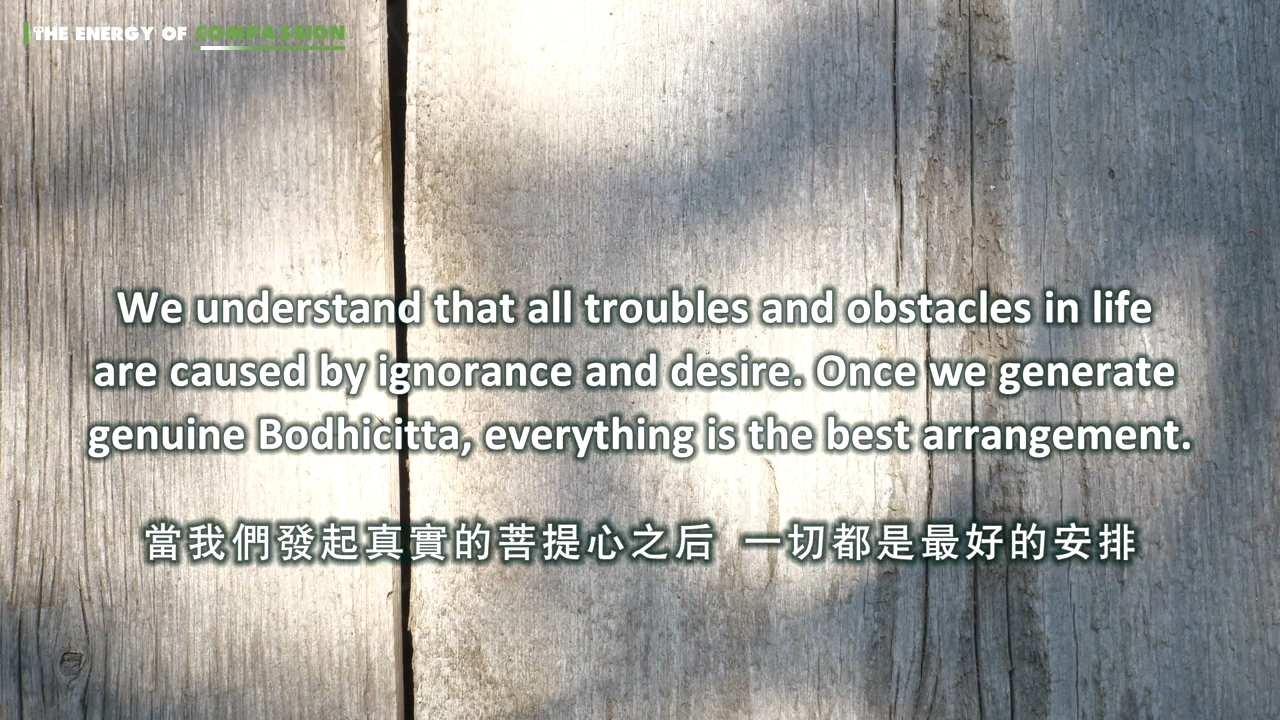 THE ENERGY OF COMPASSION
We understand that all troubles and obstacles in life
are caused by ignorance and desire. Once we generate
genuine Bodhicitta, everything is the best arrangement.
當我們發起真實的菩提心之后 一切都是最好的安排